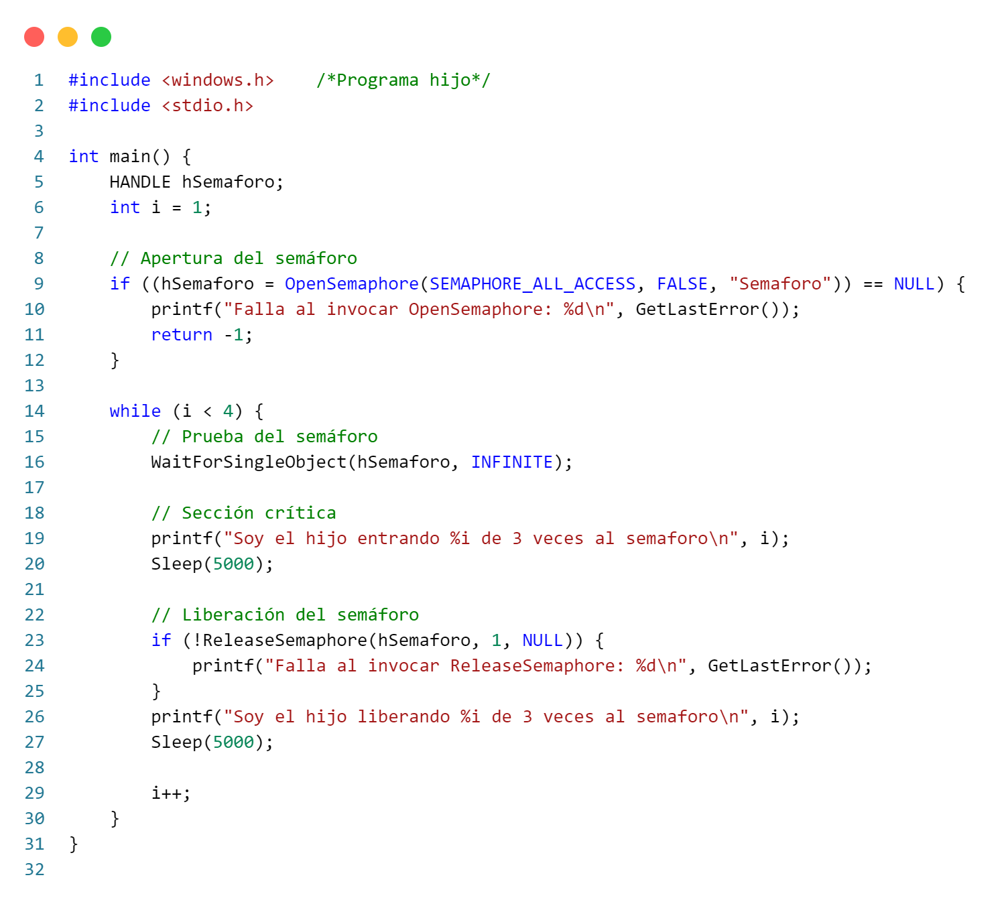 1 #include <windows.h>    /*Programa hijo*/
2 #include <stdio.h>
3
4 int main() {
5     HANDLE hSemaforo;
6     int i = 1;
7
8     // Apertura del semáforo
9     if ((hSemaforo = OpenSemaphore(SEMAPHORE_ALL_ACCESS, FALSE, "Semaforo")) == NULL) {
10         printf("Falla al invocar OpenSemaphore: %d\n", GetLastError());
11         return -1;
12     }
13
14     while (i < 4) {
15         // Prueba del semáforo
16         WaitForSingleObject(hSemaforo, INFINITE);
17
18         // Sección crítica
19         printf("Soy el hijo entrando %i de 3 veces al semaforo\n", i);
20         Sleep(5000);
21
22         // Liberación del semáforo
23         if (!ReleaseSemaphore(hSemaforo, 1, NULL)) {
24             printf("Falla al invocar ReleaseSemaphore: %d\n", GetLastError());
25         }
26         printf("Soy el hijo liberando %i de 3 veces al semaforo\n", i);
27         Sleep(5000);
28
29         i++;
30     }
31 }
32